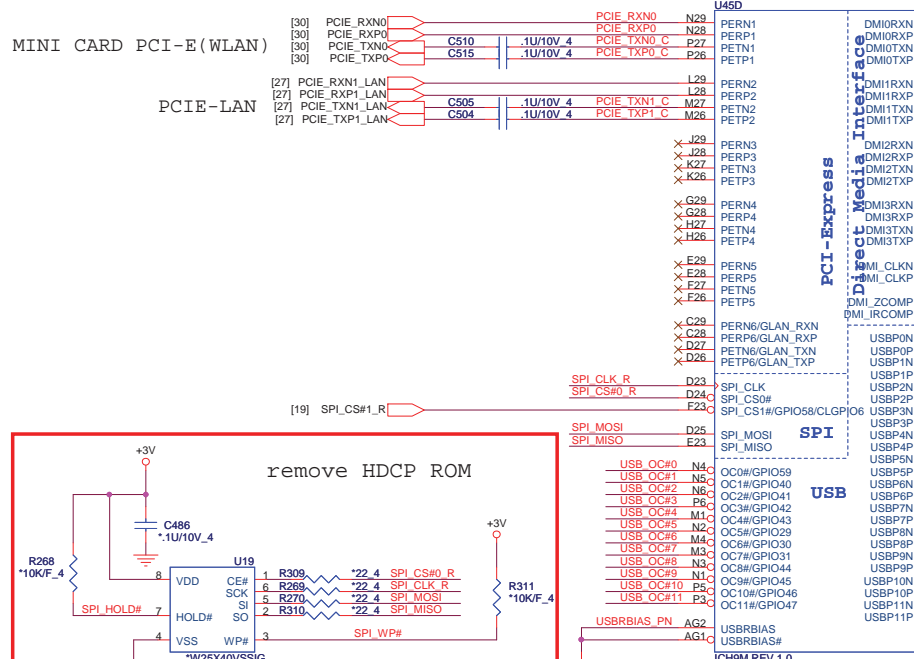 U45D
MINI CARD PCI-E(WLAN)
[30] PCIE_RXN0 PCIE_RXN0 N29 PERN1 DMI0RXN
[30] PCIE_RXP0 PCIE_RXP0 N28 PERP1 DMI0RXP
[30] PCIE_TXN0 C510 .1U/10V_4 PCIE_TXN0_C P27 PETN1 DMI0TXN
[30] PCIE_TXP0 C515 .1U/10V_4 PCIE_TXP0_C P26 PETP1 DMI0TXP
PCIE-LAN
[27] PCIE_RXN1_LAN L29 PERN2 DMI1RXN
[27] PCIE_RXP1_LAN L28 PERP2 DMI1RXP
[27] PCIE_TXN1_LAN C505 .1U/10V_4 PCIE_TXN1_C M27 PETN2 DMI1TXN
[27] PCIE_TXP1_LAN C504 .1U/10V_4 PCIE_TXP1_C M26 PETP2 DMI1TXP
J29 PERN3 DMI2RXN
J28 PERP3 DMI2RXP
K27 PETN3 DMI2TXN
K26 PETP3 DMI2TXP
G29 PERN4 DMI3RXN
G28 PERP4 DMI3RXP
H27 PETN4 DMI3TXN
H26 PETP4 DMI3TXP
E29 PERN5 DMI_CLKN
E28 PERP5 DMI_CLKP
F27 PETN5
F26 PETP5 DMI_ZCOMP
DMI_IRCOMP
PCI-Express
Direct Media Interface
C29 PERN6/GLAN_RXN
C28 PERP6/GLAN_RXP USBP0N
D27 PETN6/GLAN_TXN USBP0P
D26 PETP6/GLAN_TXP USBP1N
USBP1P
SPI_CLK_R D23 SPI_CLK USBP2N
SPI_CS#0_R D24 SPI_CS0# USBP2P
[19] SPI_CS#1_R F23 SPI_CS1#/GPIO58/CLGPIO6 USBP3N
USBP3P
SPI_MOSI D25 SPI_MOSI SPI USBP4N
SPI_MISO E23 SPI_MISO USBP4P
USBP5N
USB_OC#0 N4 OC0#/GPIO59 USBP5P
USB_OC#1 N5 OC1#/GPIO40 USBP6N
USB_OC#2 N6 OC2#/GPIO41 USB USBP6P
USB_OC#3 P6 OC3#/GPIO42 USBP7N
USB_OC#4 M1 OC4#/GPIO43 USBP7P
USB_OC#5 N2 OC5#/GPIO29 USBP8N
USB_OC#6 M4 OC6#/GPIO30 USBP8P
USB_OC#7 M3 OC7#/GPIO31 USBP9N
USB_OC#8 N3 OC8#/GPIO44 USBP9P
USB_OC#9 N1 OC9#/GPIO45 USBP10N
USB_OC#10 P5 OC10#/GPIO46 USBP10P
USB_OC#11 P3 OC11#/GPIO47 USBP11N
USBP11P
USBRBIAS_PN AG2 USBRBIAS
AG1 USBRBIAS#
ICH9M REV 1.0
remove HDCP ROM
+3V
C486
*.1U/10V_4
+3V
R268
*10K/F_4
U19
8 VDD CE# 1 R309 *22_4 SPI_CS#0_R
SCK 6 R269 *22_4 SPI_CLK_R
SI 5 R270 *22_4 SPI_MOSI
SPI_HOLD# 7 HOLD# SO 2 R310 *22_4 SPI_MISO
R311
*10K/F_4
4 VSS WP# 3 SPI_WP#
*W25X40VSSIG